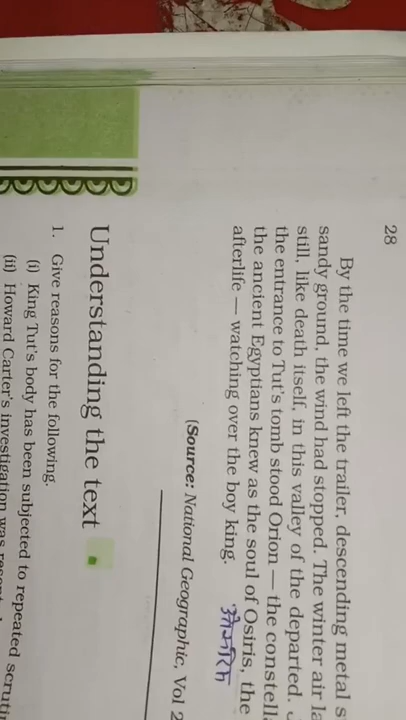 28
By the time we left the trailer, descending metal
sandy ground, the wind had stopped. The winter air
still, like death itself, in this valley of the departed.
the entrance to Tut's tomb stood Orion — the
the ancient Egyptians knew as the soul of Osiris, the
afterlife — watching over the boy king.
(Source: National Geographic, Vol
Understanding the text
1. Give reasons for the following.
(i) King Tut's body has been subjected to repeated
(ii) Howard Carter's investigation was